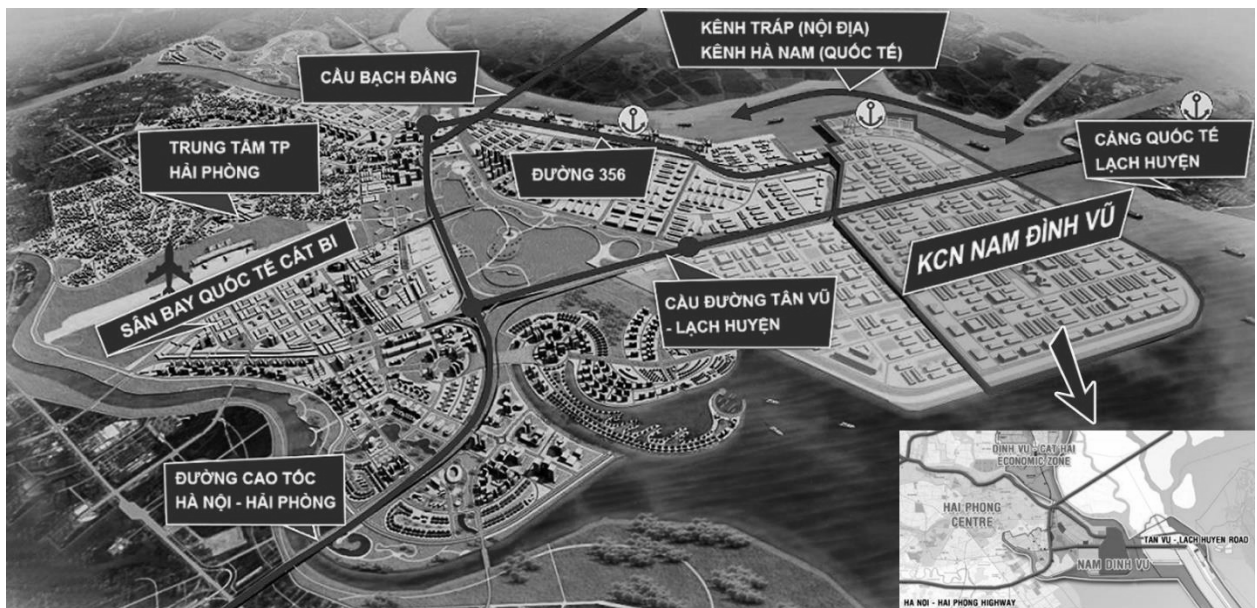 KÊNH TRÁP (NỘI ĐỊA)
KÊNH HÀ NAM (QUỐC TẾ)
CẦU BẠCH ĐẰNG
TRUNG TÂM TP
HẢI PHÒNG
ĐƯỜNG 356
CẢNG QUỐC TẾ
LẠCH HUYỆN
KCN NAM ĐÌNH VŨ
SÂN BAY QUỐC TẾ CÁT BI
CẦU ĐƯỜNG TÂN VŨ
- LẠCH HUYỆN
ĐƯỜNG CAO TỐC
HÀ NỘI - HẢI PHÒNG
DINH VU - CAT HAI
ECONOMIC ZONE
HAI PHONG
CENTRE
TAN VU - LACH HUYEN ROAD
NAM DINH VU
HA NOI - HAI PHONG HIGHWAY